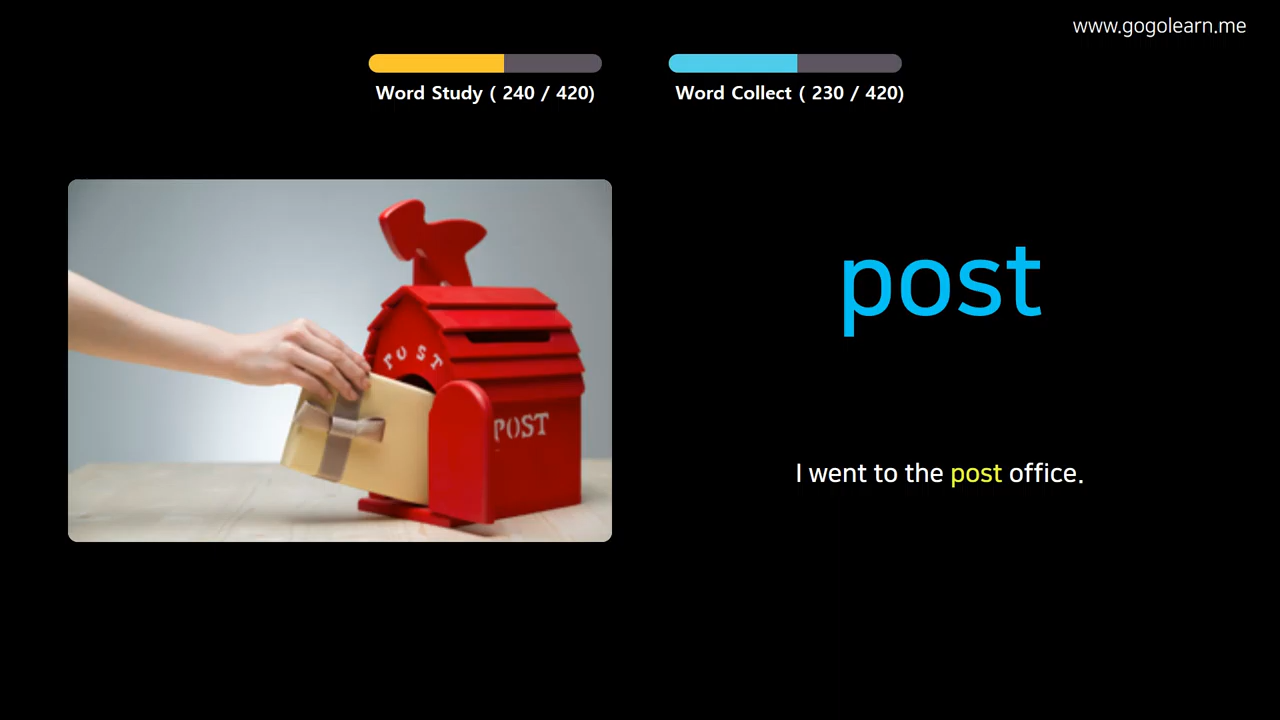 www.gogolearn.me
Word Study ( 240 / 420)
Word Collect ( 230 / 420)
POST
POST
post
I went to the post office.